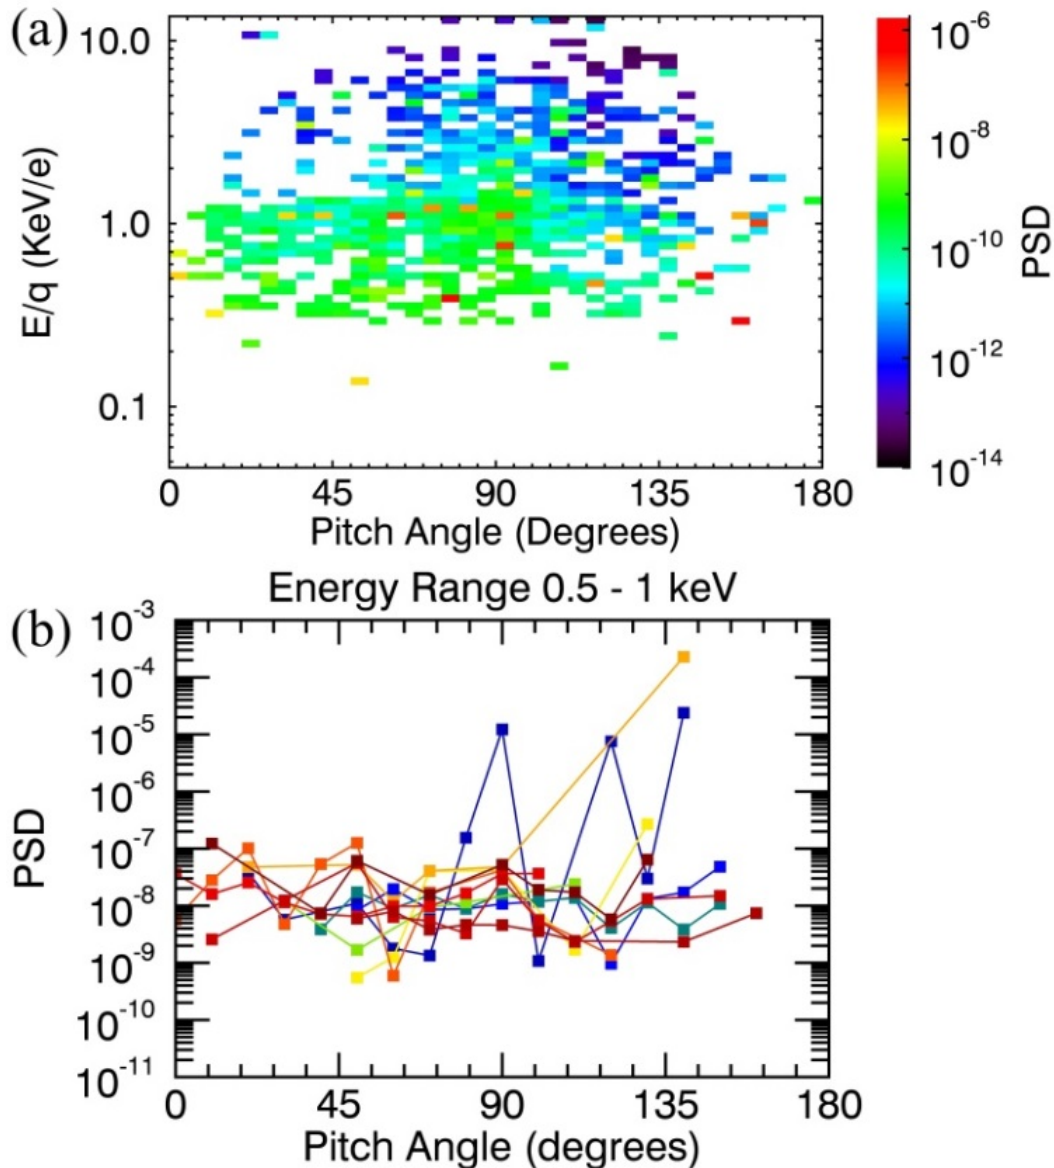 (a)
10.0
1.0
0.1
E/q (KeV/e)
0 45 90 135 180
Pitch Angle (Degrees)
10-6
10-8
10-10
10-12
10-14
PSD
Energy Range 0.5 - 1 keV
(b)
10-3
10-4
10-5
10-6
10-7
10-8
10-9
10-10
10-11
PSD
0 45 90 135 180
Pitch Angle (degrees)